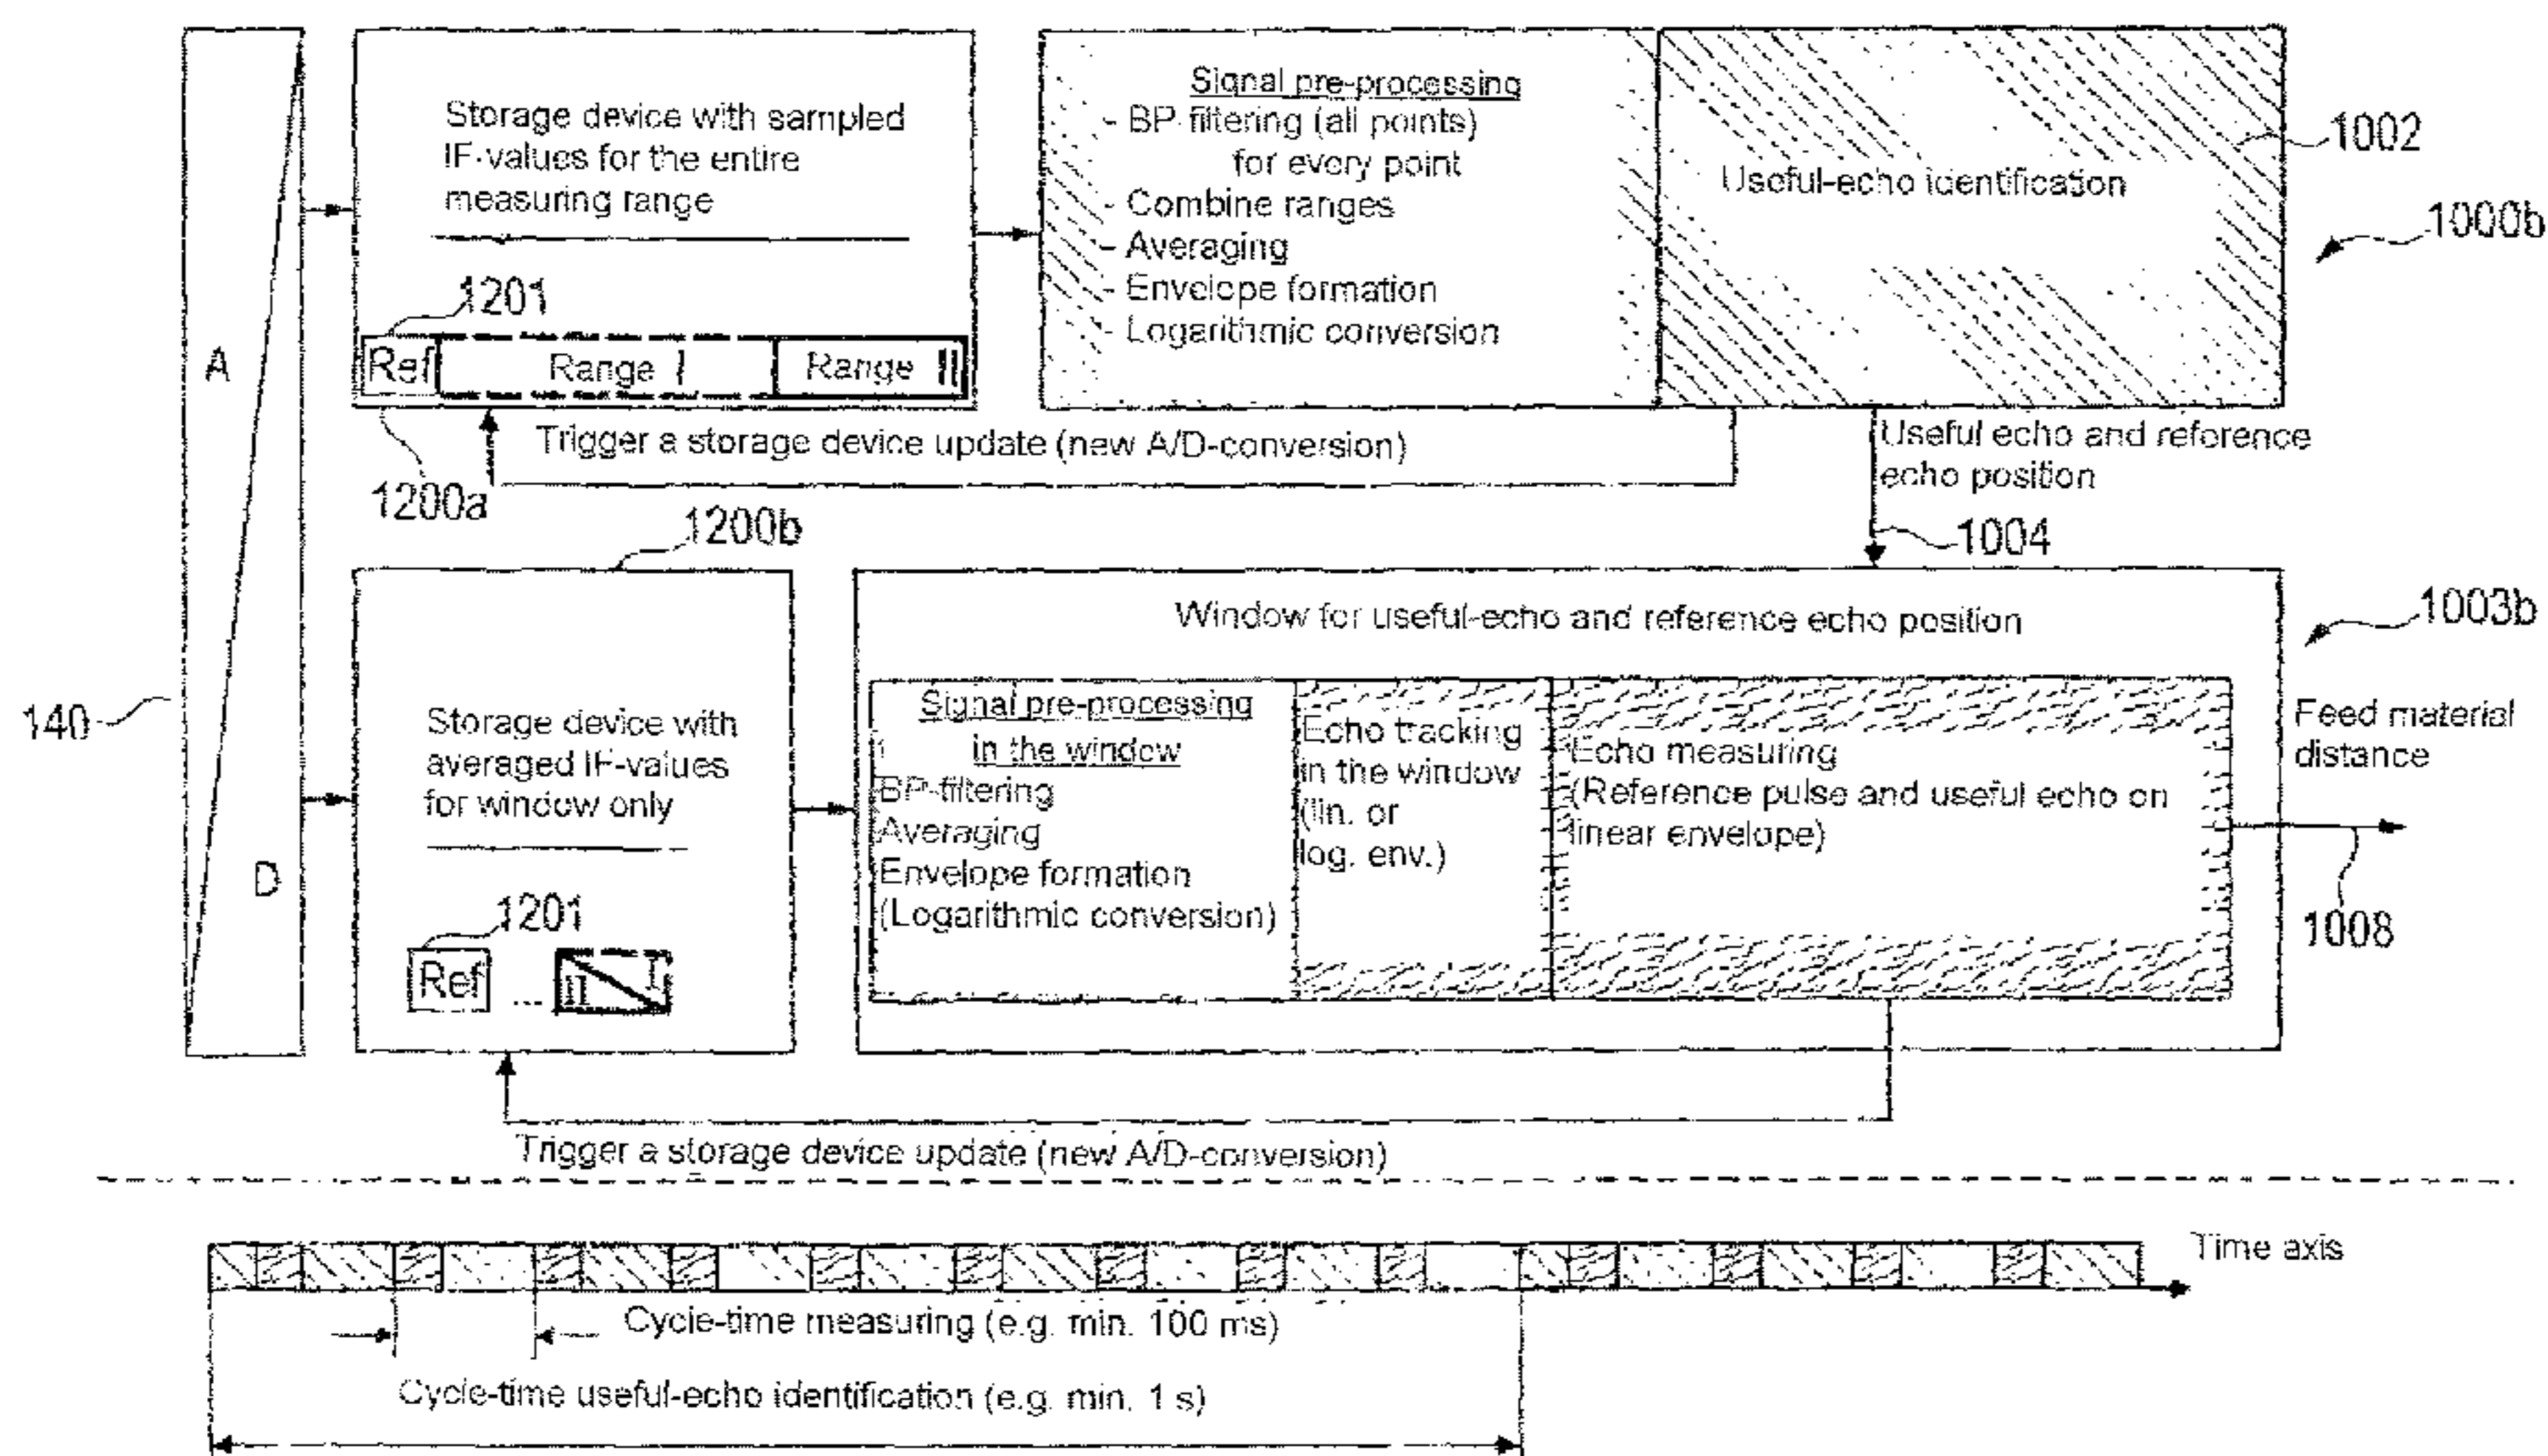 Storage device with sampled
IF-values for the entire
measuring range
Signal pre-processing
- BP-filtering (all points)
for every point
- Combine ranges
- Averaging
- Envelope formation
- Logarithmic conversion
Useful-echo identification
1002
1000b
1201
A
Ref
Range I
Range II
Trigger a storage device update (new A/D-conversion)
Useful echo and reference
echo position
1200a
1200b
1004
Window for useful-echo and reference echo position
1003b
140
Storage device with
averaged IF-values
for window only
Signal pre-processing
in the window
BP-filtering
Averaging
Envelope formation
(Logarithmic conversion)
Echo tracking
in the window
(lin. or
log. env.)
Echo measuring
(Reference pulse and useful echo on
linear envelope)
Feed material
distance
D
1201
Ref
...
II
I
1008
Trigger a storage device update (new A/D-conversion)
Time axis
Cycle-time measuring (e.g. min. 100 ms)
Cycle-time useful-echo identification (e.g. min. 1 s)